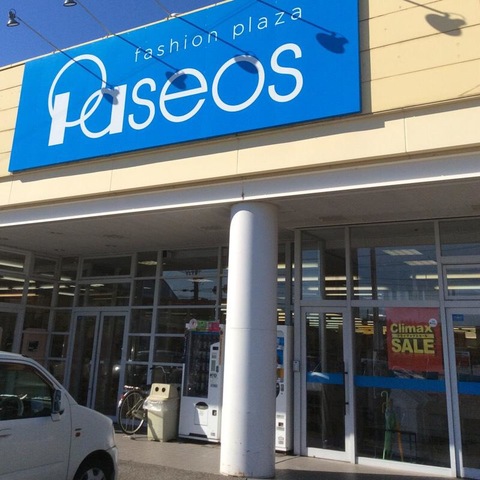 fashion plaza
Paseos
Climax
SALE